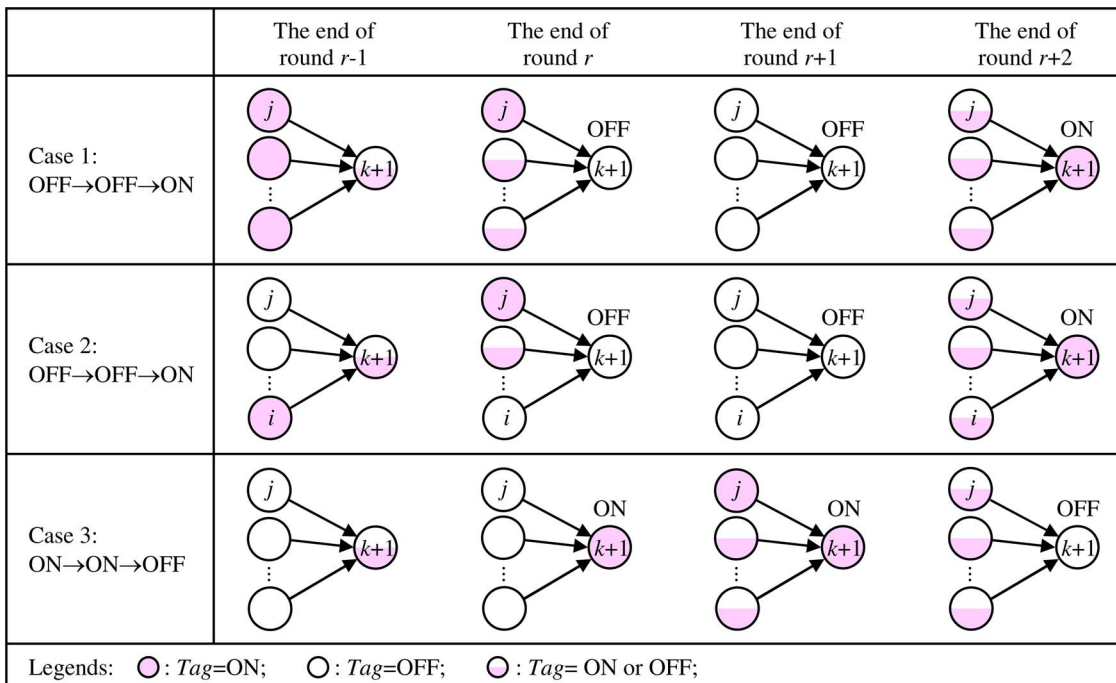 The end of round r-1
The end of round r
The end of round r+1
The end of round r+2
Case 1:
OFF→OFF→ON
j
k+1
⋮
j
OFF
k+1
⋮
j
OFF
k+1
⋮
j
ON
k+1
⋮
Case 2:
OFF→OFF→ON
j
k+1
⋮
i
j
OFF
k+1
⋮
i
j
OFF
k+1
⋮
i
j
ON
k+1
⋮
i
Case 3:
ON→ON→OFF
j
k+1
⋮
j
ON
k+1
⋮
j
ON
k+1
⋮
j
OFF
k+1
⋮
Legends: : Tag=ON; : Tag=OFF; : Tag= ON or OFF;